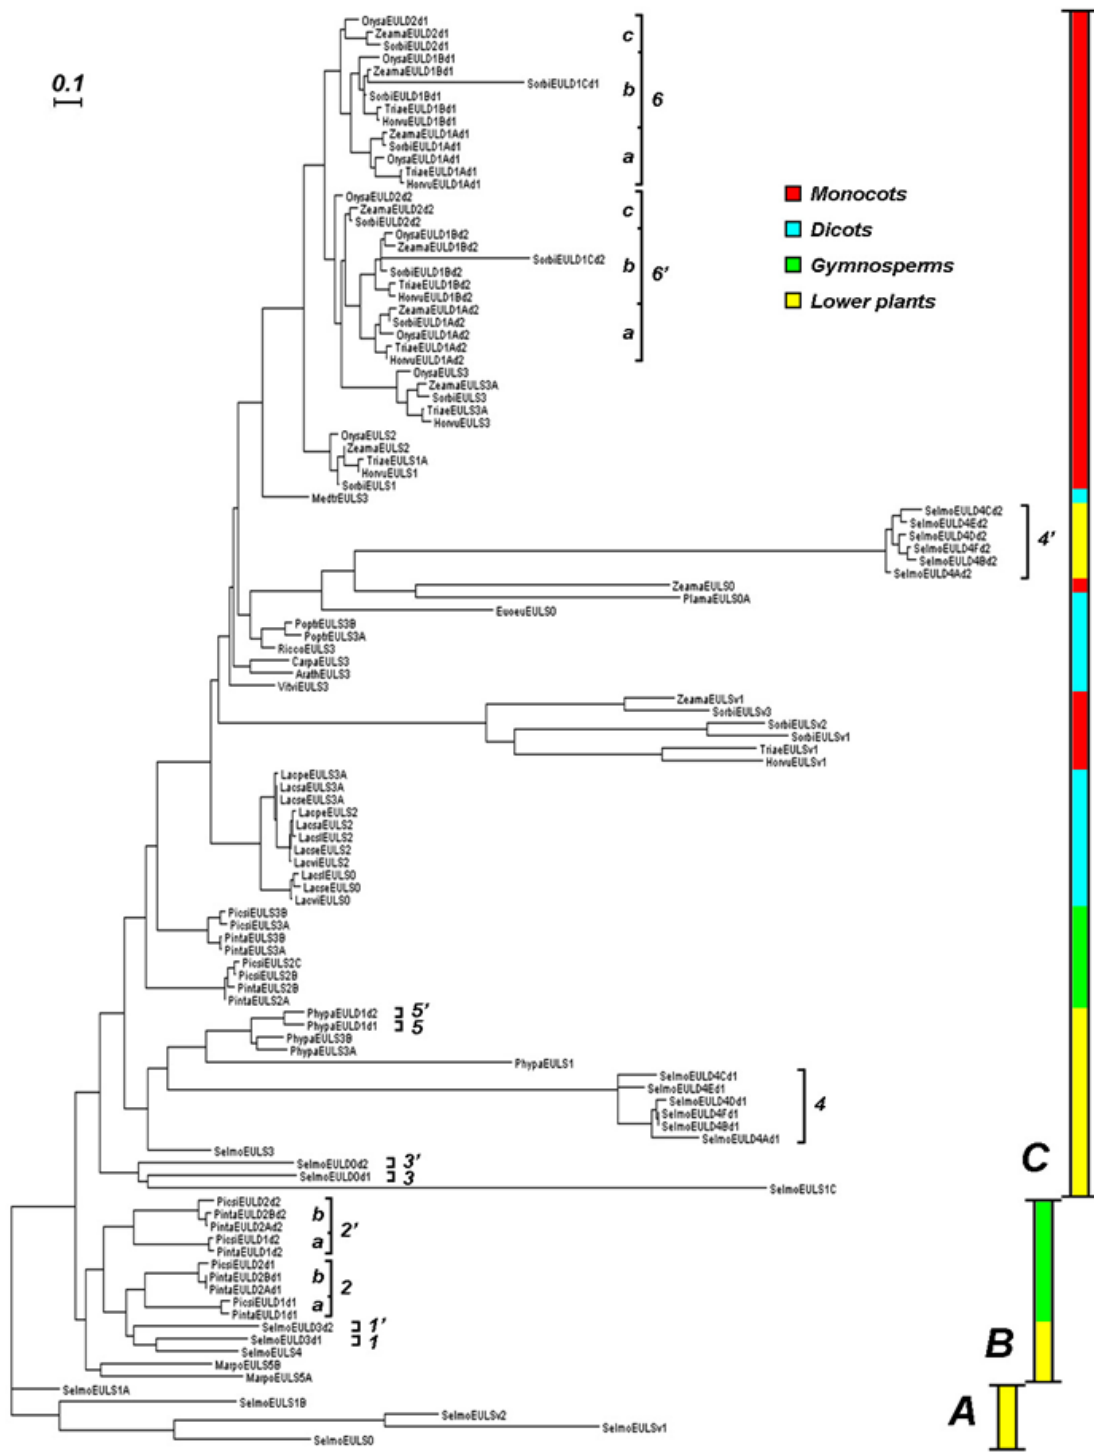 OrysaEULD2d1
ZeamaEULD2d1
SorbiEULD2d1
OrysaEULD1Bd1
ZeamaEULD1Bd1
SorbiEULD1Cd1
SorbiEULD1Bd1
TriaeEULD1Bd1
HorvuEULD1Bd1
ZeamaEULD1Ad1
SorbiEULD1Ad1
OrysaEULD1Ad1
TriaeEULD1Ad1
HorvuEULD1Ad1
c
b
a
6
0.1
OrysaEULD2d2
ZeamaEULD2d2
SorbiEULD2d2
OrysaEULD1Bd2
ZeamaEULD1Bd2
SorbiEULD1Cd2
SorbiEULD1Bd2
TriaeEULD1Bd2
HorvuEULD1Bd2
ZeamaEULD1Ad2
SorbiEULD1Ad2
OrysaEULD1Ad2
TriaeEULD1Ad2
HorvuEULD1Ad2
c
b
a
6'
Monocots
Dicots
Gymnosperms
Lower plants
OrysaEULS3
ZeamaEULS3A
SorbiEULS3
TriaeEULS3A
HorvuEULS3
OrysaEULS2
ZeamaEULS2
TriaeEULS1A
HorvuEULS1
SorbiEULS1
MedtrEULS3
SelmoEULD4Cd2
SelmoEULD4Ed2
SelmoEULD4Dd2
SelmoEULD4Fd2
SelmoEULD4Bd2
SelmoEULD4Ad2
4'
ZeamaEULS0
PlamaEULS0A
EuoeuEULS0
PoptrEULS3B
PoptrEULS3A
RiccoEULS3
CarpaEULS3
ArathEULS3
VitviEULS3
ZeamaEULSv1
SorbiEULSv3
SorbiEULSv2
SorbiEULSv1
TriaeEULSv1
HorvuEULSv1
LacpeEULS3A
LacsaEULS3A
LacseEULS3A
LacpeEULS2
LacsaEULS2
LacslEULS2
LacseEULS2
LacviEULS2
LacslEULS0
LacseEULS0
LacviEULS0
PicsiEULS3B
PicsiEULS3A
PintaEULS3B
PintaEULS3A
PicsiEULS2C
PicsiEULS2B
PintaEULS2B
PintaEULS2A
PhypaEULD1d2 5'
PhypaEULD1d1 5
PhypaEULS3B
PhypaEULS3A
PhypaEULS1
SelmoEULD4Cd1
SelmoEULD4Ed1
SelmoEULD4Dd1
SelmoEULD4Fd1
SelmoEULD4Bd1
SelmoEULD4Ad1
4
SelmoEULS3
SelmoEULD0d2 3'
SelmoEULD0d1 3
SelmoEULS1C
C
PicsiEULD2d2
PintaEULD2Bd2
PintaEULD2Ad2
PicsiEULD1d2
PintaEULD1d2
b
a
2'
PicsiEULD2d1
PintaEULD2Bd1
PintaEULD2Ad1
PicsiEULD1d1
PintaEULD1d1
b
a
2
SelmoEULD3d2 1'
SelmoEULD3d1 1
SelmoEULS4
MarpoEULS5B
MarpoEULS5A
B
SelmoEULS1A
SelmoEULS1B
SelmoEULSv2
SelmoEULSv1
SelmoEULS0
A